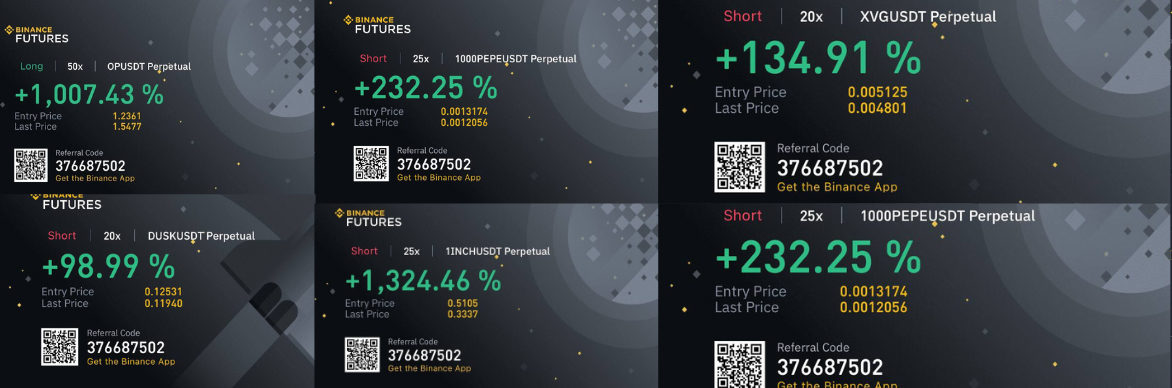 BINANCE
FUTURES
Long | 50x | OPUSDT Perpetual
+1,007.43 %
Entry Price 1.2361
Last Price 1.5477
Referral Code
376687502
Get the Binance App
BINANCE
FUTURES
Short | 25x | 1000PEPEUSDT Perpetual
+232.25 %
Entry Price 0.0013174
Last Price 0.0012056
Referral Code
376687502
Get the Binance App
Short | 20x | XVGUSDT Perpetual
+134.91 %
Entry Price 0.005125
Last Price 0.004801
Referral Code
376687502
Get the Binance App
BINANCE
FUTURES
Short | 20x | DUSKUSDT Perpetual
+98.99 %
Entry Price 0.12531
Last Price 0.11940
Referral Code
376687502
Get the Binance App
BINANCE
FUTURES
Short | 25x | 1INCHUSDT Perpetual
+1,324.46 %
Entry Price 0.5105
Last Price 0.3337
Referral Code
376687502
Get the Binance App
Short | 25x | 1000PEPEUSDT Perpetual
+232.25 %
Entry Price 0.0013174
Last Price 0.0012056
Referral Code
376687502
Get the Binance App